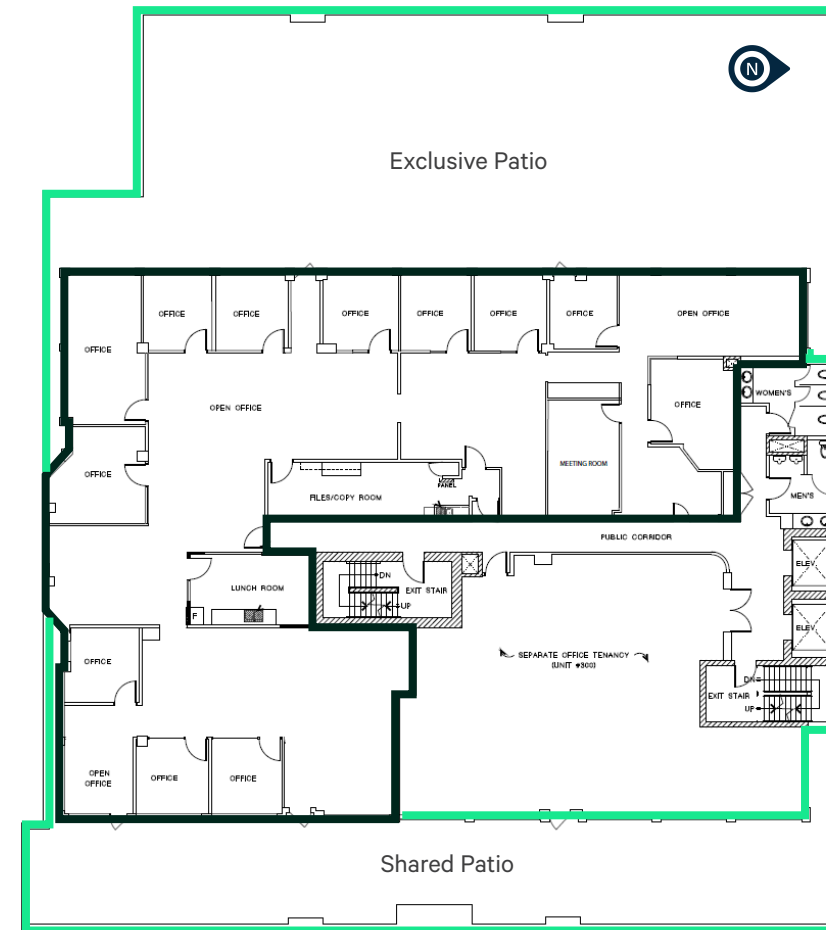 N
Exclusive Patio
OFFICE
OFFICE
OFFICE
OFFICE
OFFICE
OFFICE
OPEN OFFICE
OFFICE
WOMEN'S
OFFICE
OPEN OFFICE
MEETING ROOM
OFFICE
PANEL
FILES/COPY ROOM
MEN'S
PUBLIC CORRIDOR
ELEV
DN
LUNCH ROOM
EXIT STAIR
UP
F
ELEV
SEPARATE OFFICE TENANCY
(UNIT #300)
OFFICE
DN
EXIT STAIR
UP
OPEN
OFFICE
OFFICE
OFFICE
Shared Patio